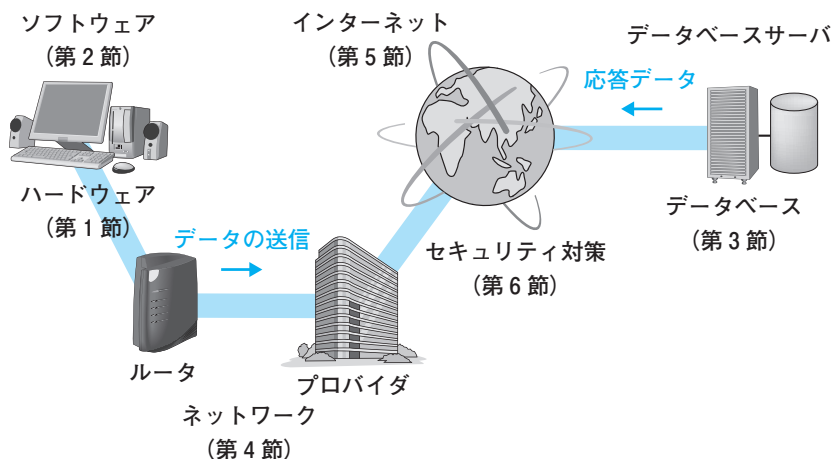 ソフトウェア
(第2節)
インターネット
(第5節)
データベースサーバ
応答データ
ハードウェア
(第1節)
データの送信
データベース
(第3節)
セキュリティ対策
(第6節)
ルータ
プロバイダ
ネットワーク
(第4節)